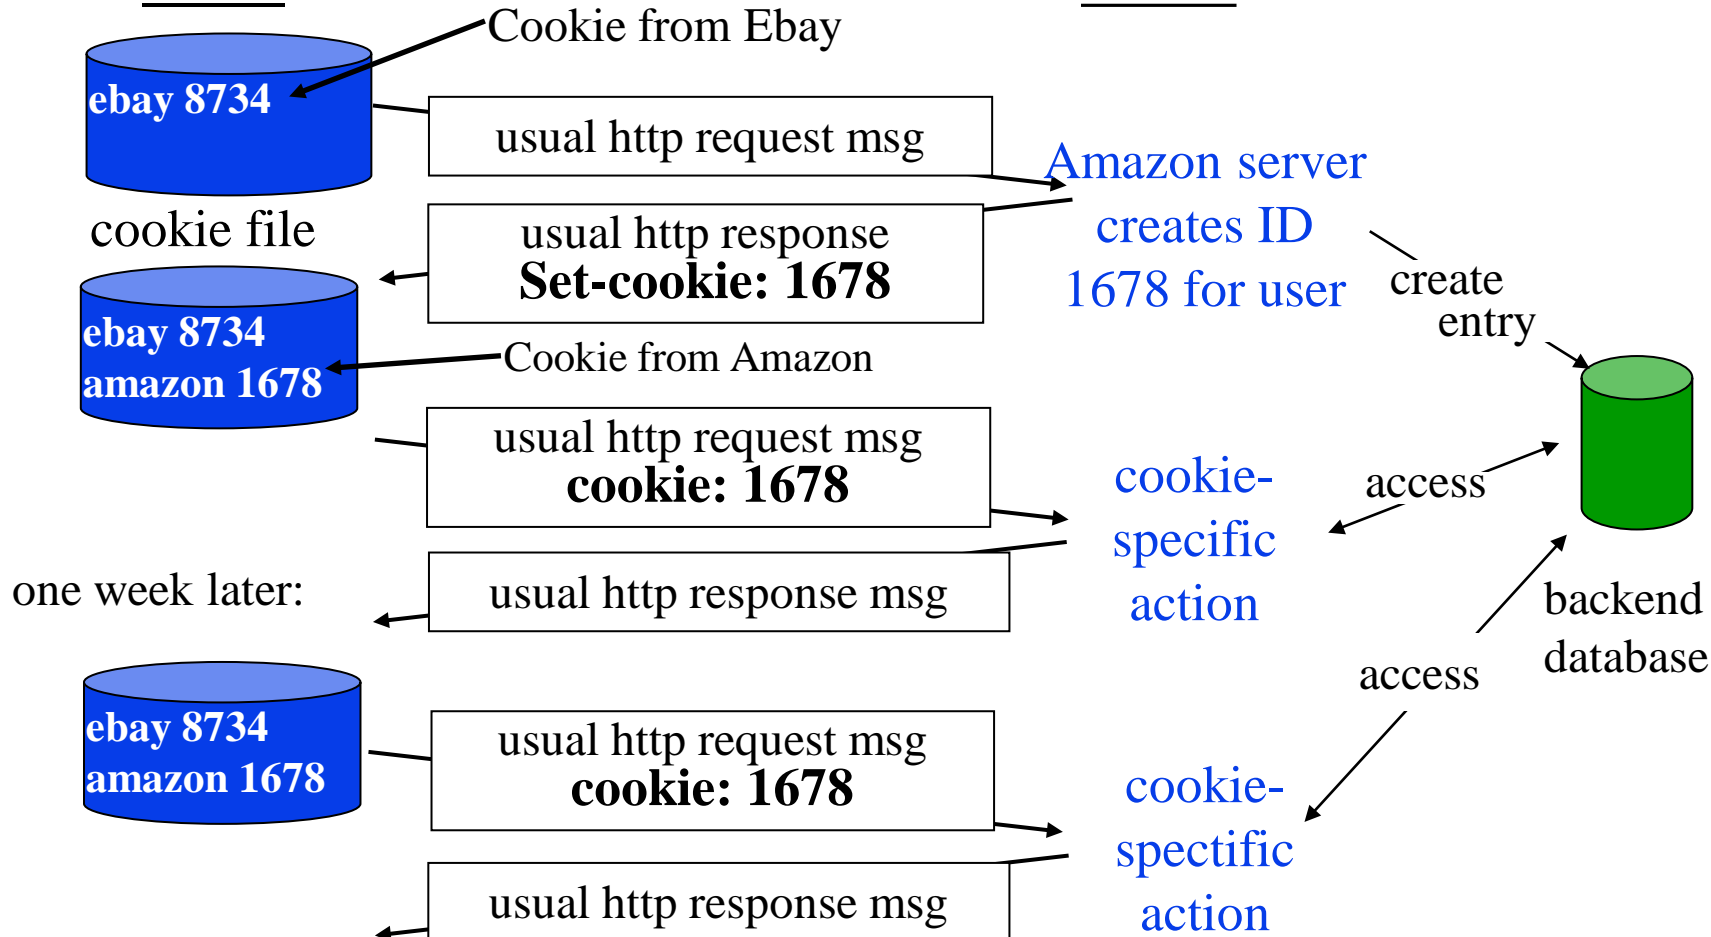 Cookie from Ebay
ebay 8734
usual http request msg
Amazon server
creates ID
1678 for user
cookie file
usual http response
Set-cookie: 1678
create
entry
ebay 8734
amazon 1678
Cookie from Amazon
usual http request msg
cookie: 1678
cookie-
specific
action
access
one week later:
usual http response msg
backend
database
access
ebay 8734
amazon 1678
usual http request msg
cookie: 1678
cookie-
spectific
action
usual http response msg